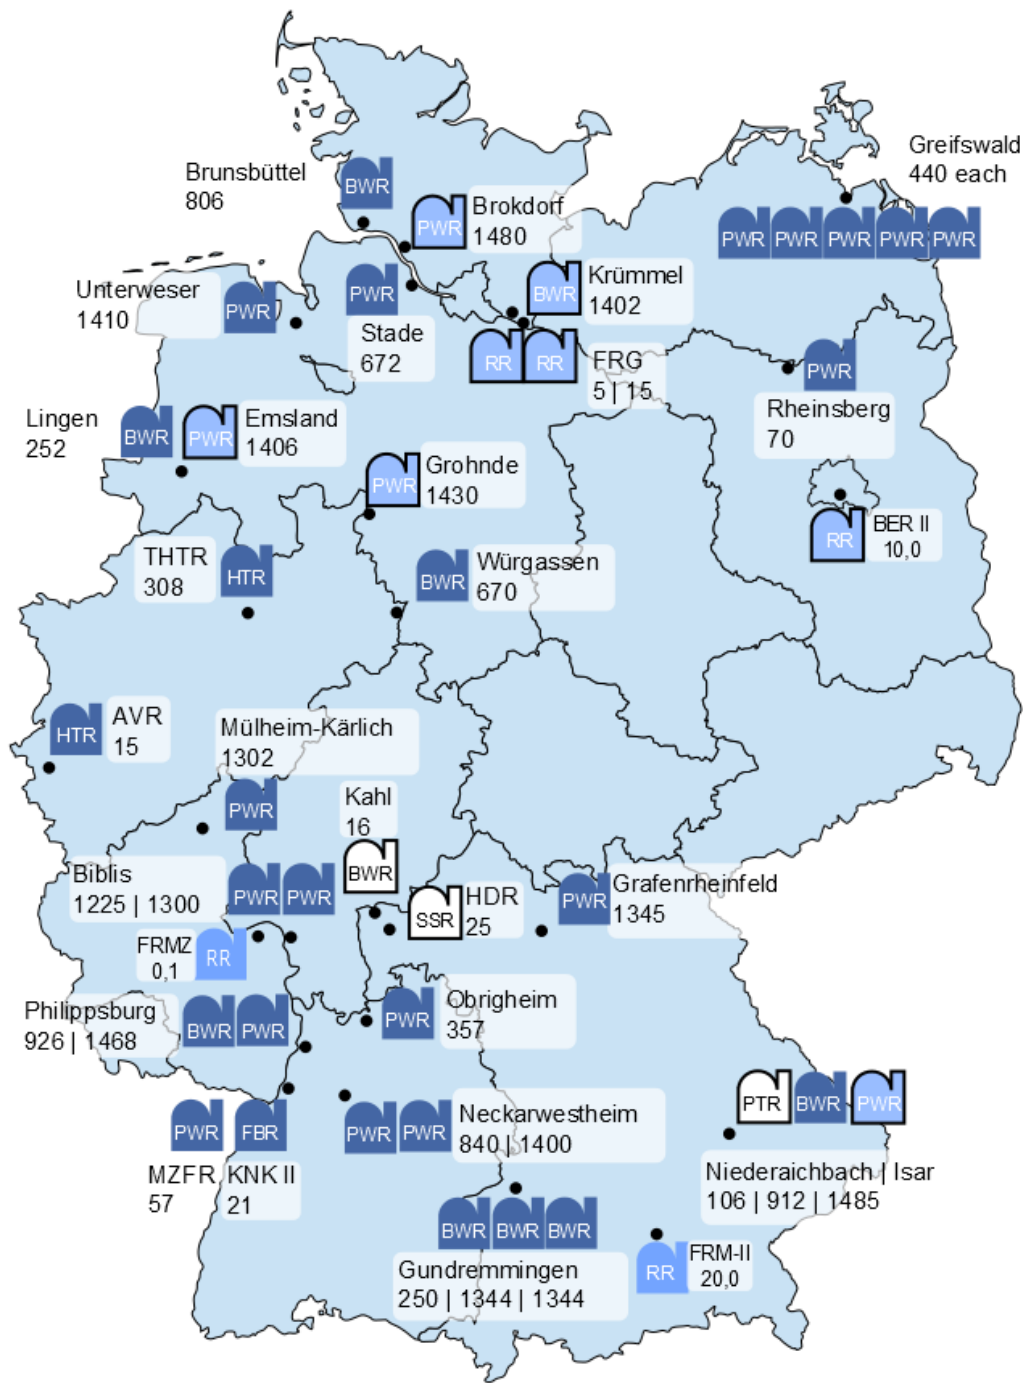 Brunsbüttel
806
BWR
PWR
Brokdorf
1480
Greifswald
440 each
PWR PWR PWR PWR PWR
Unterweser
1410
PWR
PWR
Stade
672
BWR
Krümmel
1402
RR RR
FRG
5 | 15
PWR
Rheinsberg
70
Lingen
252
BWR
PWR
Emsland
1406
PWR
Grohnde
1430
RR
BER II
10,0
THTR
308
HTR
BWR
Würgassen
670
HTR
AVR
15
Mülheim-Kärlich
1302
PWR
Kahl
16
BWR
Biblis
1225 | 1300
PWR PWR
SSR
HDR
25
PWR
Grafenrheinfeld
1345
FRMZ
0,1
RR
Philippsburg
926 | 1468
BWR PWR
PWR
Obrigheim
357
PWR
MZFR
57
FBR
KNK II
21
PWR PWR
Neckarwestheim
840 | 1400
PTR BWR PWR
Niederaichbach | Isar
106 | 912 | 1485
BWR BWR BWR
Gundremmingen
250 | 1344 | 1344
RR
FRM-II
20,0